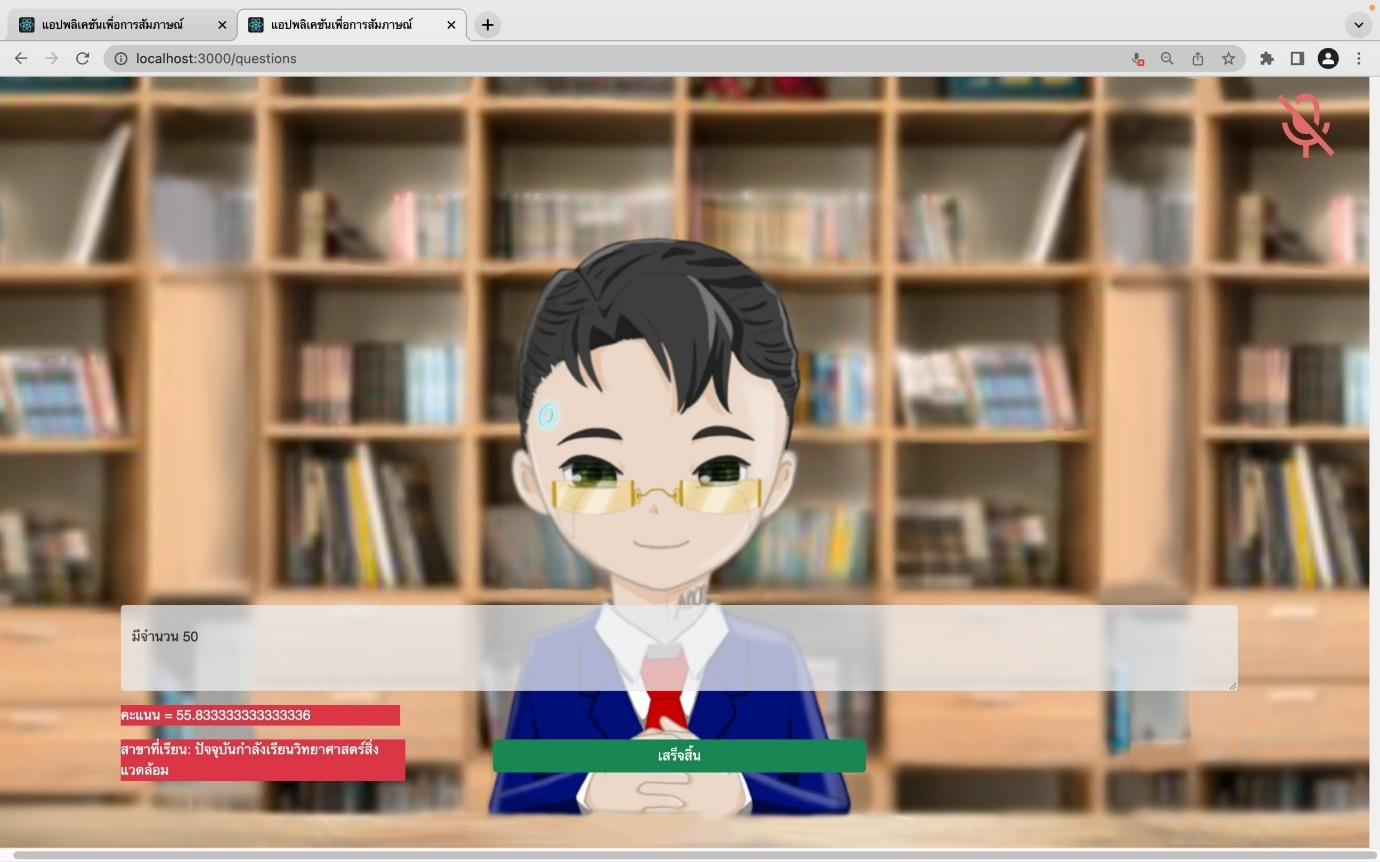 แอปพลิเคชันเพื่อการสัมภาษณ์
แอปพลิเคชันเพื่อการสัมภาษณ์
localhost:3000/questions
มีจำนวน 50
คะแนน = 55.833333333333336
สาขาที่เรียน: ปัจจุบันกำลังเรียนวิทยาศาสตร์สิ่ง
แวดล้อม
เสร็จสิ้น